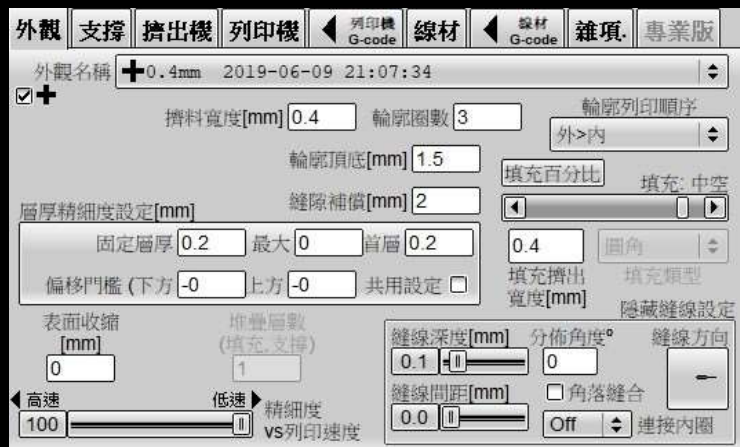 外觀 支撐 擠出機 列印機 列印機 G-code 線材 線材 G-code 雜項. 專業版
外觀名稱 0.4mm 2019-06-09 21:07:34
擠料寬度[mm] 0.4 輪廓圈數 3 輪廓列印順序
外>內
輪廓頂底[mm] 1.5
填充百分比 填充: 中空
縫隙補償[mm] 2
層厚精細度設定[mm]
固定層厚 0.2 最大 0 首層 0.2 0.4 圓角
偏移門檻 (下方 -0 上方 -0 共用設定 填充擠出 填充類型
寬度[mm]
隱藏縫線設定
表面收縮 堆疊層數
[mm] (填充,支撐)
0 1
縫線深度[mm] 分佈角度° 縫線方向
0.1 0
縫線間距[mm] 角落縫合
0.0 Off 連接內圈
高速 低速 精細度
100 vs列印速度